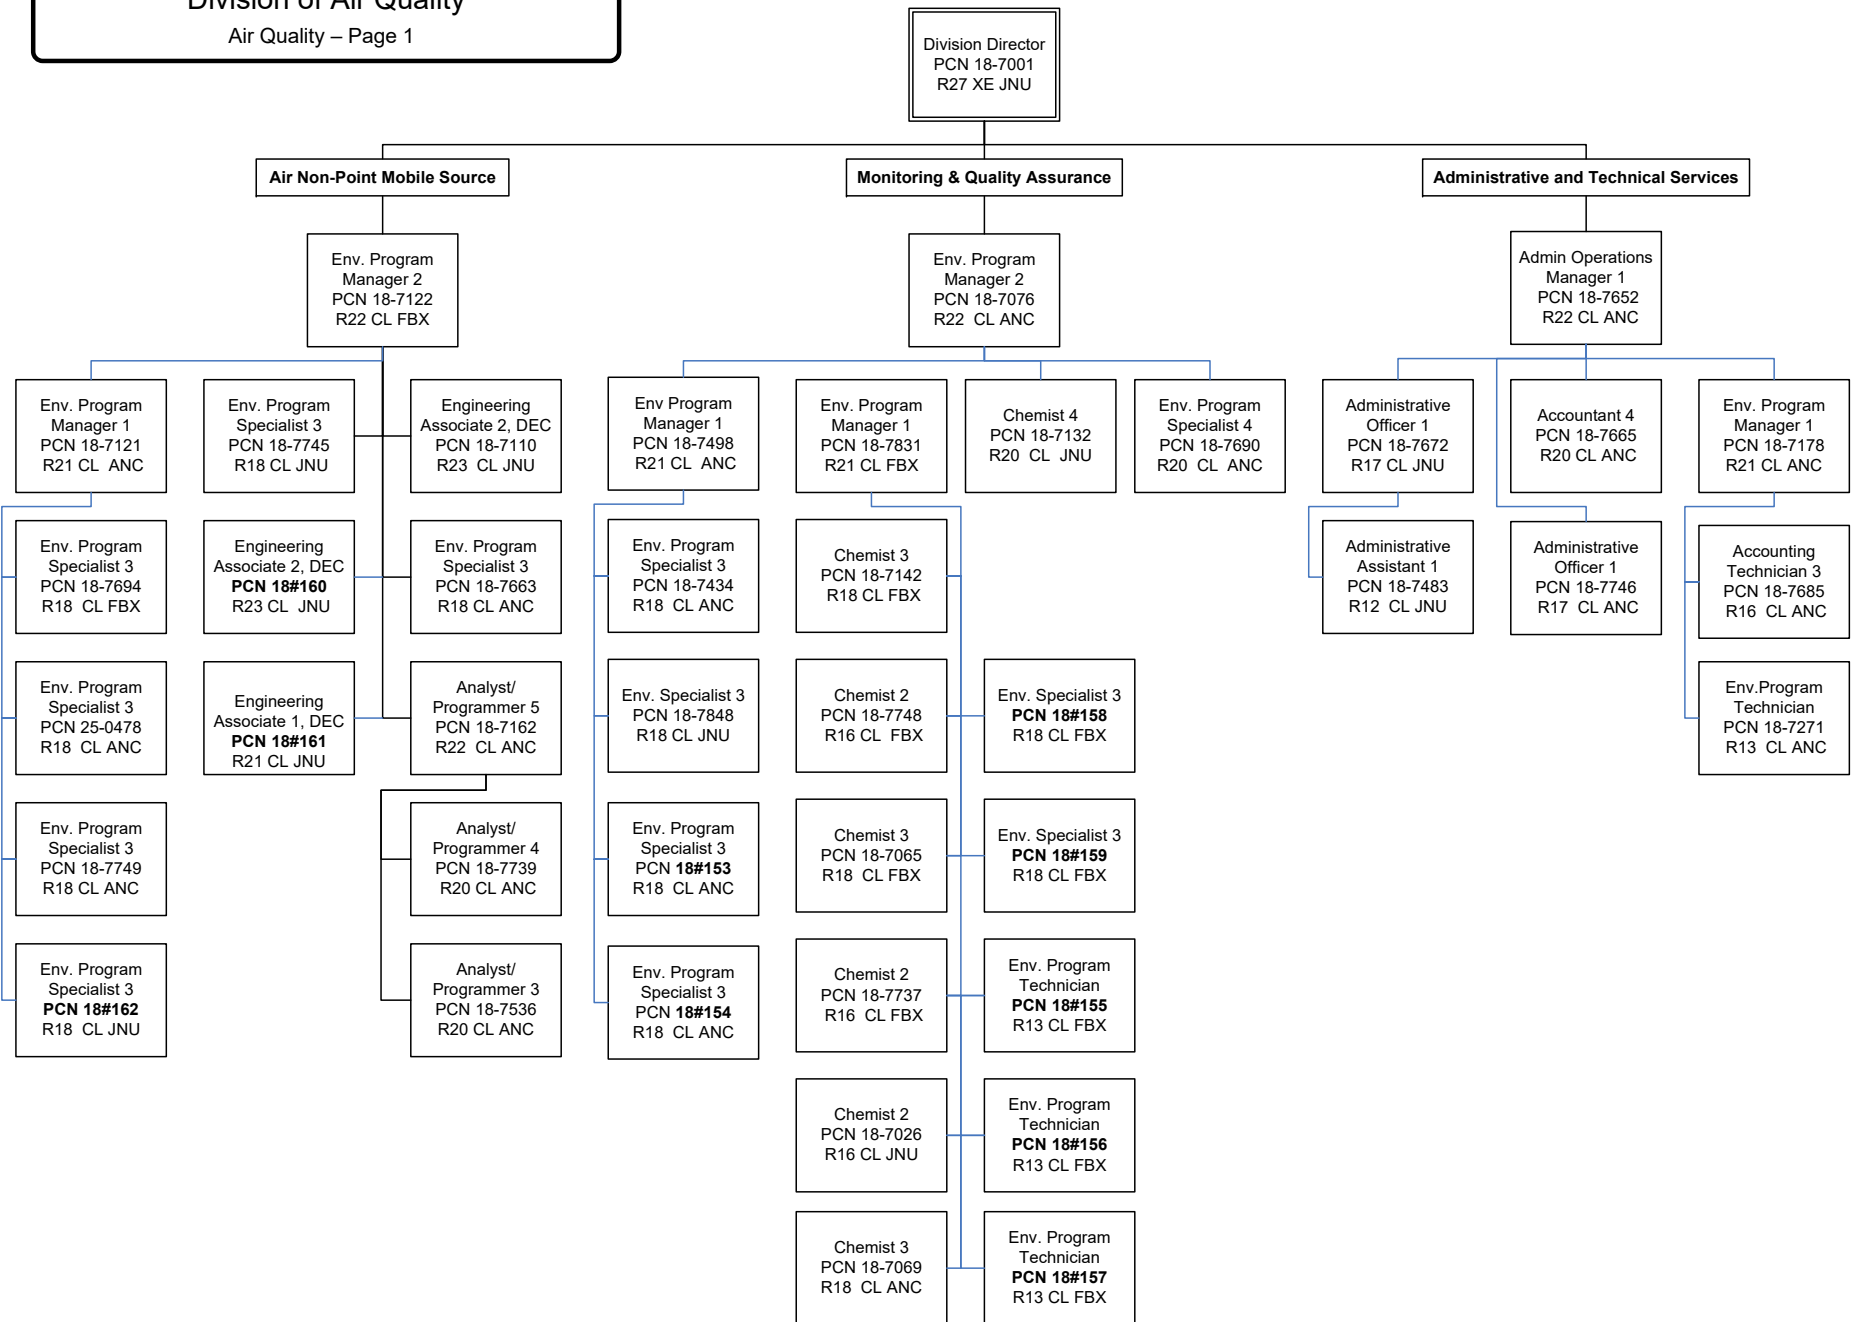 Division of Air Quality
Air Quality – Page 1
Division Director
PCN 18-7001
R27 XE JNU
Air Non-Point Mobile Source
Monitoring & Quality Assurance
Administrative and Technical Services
Env. Program
Manager 2
PCN 18-7122
R22 CL FBX
Env. Program
Manager 2
PCN 18-7076
R22 CL ANC
Admin Operations
Manager 1
PCN 18-7652
R22 CL ANC
Env. Program
Manager 1
PCN 18-7121
R21 CL ANC
Env. Program
Specialist 3
PCN 18-7745
R18 CL JNU
Engineering
Associate 2, DEC
PCN 18-7110
R23 CL JNU
Env Program
Manager 1
PCN 18-7498
R21 CL ANC
Env. Program
Manager 1
PCN 18-7831
R21 CL FBX
Chemist 4
PCN 18-7132
R20 CL JNU
Env. Program
Specialist 4
PCN 18-7690
R20 CL ANC
Administrative
Officer 1
PCN 18-7672
R17 CL JNU
Accountant 4
PCN 18-7665
R20 CL ANC
Env. Program
Manager 1
PCN 18-7178
R21 CL ANC
Env. Program
Specialist 3
PCN 18-7694
R18 CL FBX
Engineering
Associate 2, DEC
PCN 18#160
R23 CL JNU
Env. Program
Specialist 3
PCN 18-7663
R18 CL ANC
Env. Program
Specialist 3
PCN 18-7434
R18 CL ANC
Chemist 3
PCN 18-7142
R18 CL FBX
Administrative
Assistant 1
PCN 18-7483
R12 CL JNU
Administrative
Officer 1
PCN 18-7746
R17 CL ANC
Accounting
Technician 3
PCN 18-7685
R16 CL ANC
Env. Program
Specialist 3
PCN 25-0478
R18 CL ANC
Engineering
Associate 1, DEC
PCN 18#161
R21 CL JNU
Analyst/
Programmer 5
PCN 18-7162
R22 CL ANC
Env. Specialist 3
PCN 18-7848
R18 CL JNU
Chemist 2
PCN 18-7748
R16 CL FBX
Env. Specialist 3
PCN 18#158
R18 CL FBX
Env.Program
Technician
PCN 18-7271
R13 CL ANC
Env. Program
Specialist 3
PCN 18-7749
R18 CL ANC
Analyst/
Programmer 4
PCN 18-7739
R20 CL ANC
Env. Program
Specialist 3
PCN 18#153
R18 CL ANC
Chemist 3
PCN 18-7065
R18 CL FBX
Env. Specialist 3
PCN 18#159
R18 CL FBX
Env. Program
Specialist 3
PCN 18#162
R18 CL JNU
Analyst/
Programmer 3
PCN 18-7536
R20 CL ANC
Env. Program
Specialist 3
PCN 18#154
R18 CL ANC
Chemist 2
PCN 18-7737
R16 CL FBX
Env. Program
Technician
PCN 18#155
R13 CL FBX
Chemist 2
PCN 18-7026
R16 CL JNU
Env. Program
Technician
PCN 18#156
R13 CL FBX
Chemist 3
PCN 18-7069
R18 CL ANC
Env. Program
Technician
PCN 18#157
R13 CL FBX